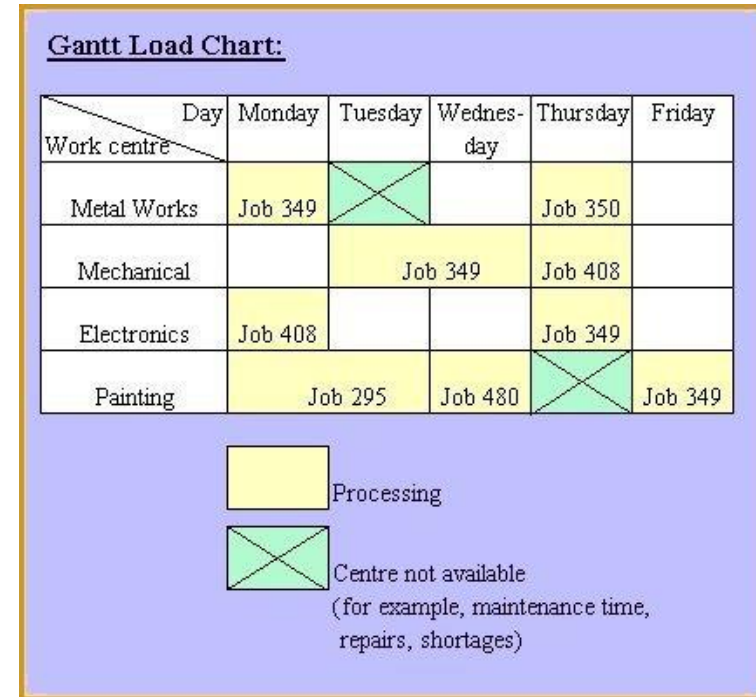 Gantt Load Chart:
Day Monday Tuesday Wednes- Thursday Friday
Work centre day
Metal Works Job 349 Job 350
Mechanical Job 349 Job 408
Electronics Job 408 Job 349
Painting Job 295 Job 480 Job 349
Processing
Centre not available
(for example, maintenance time,
repairs, shortages)